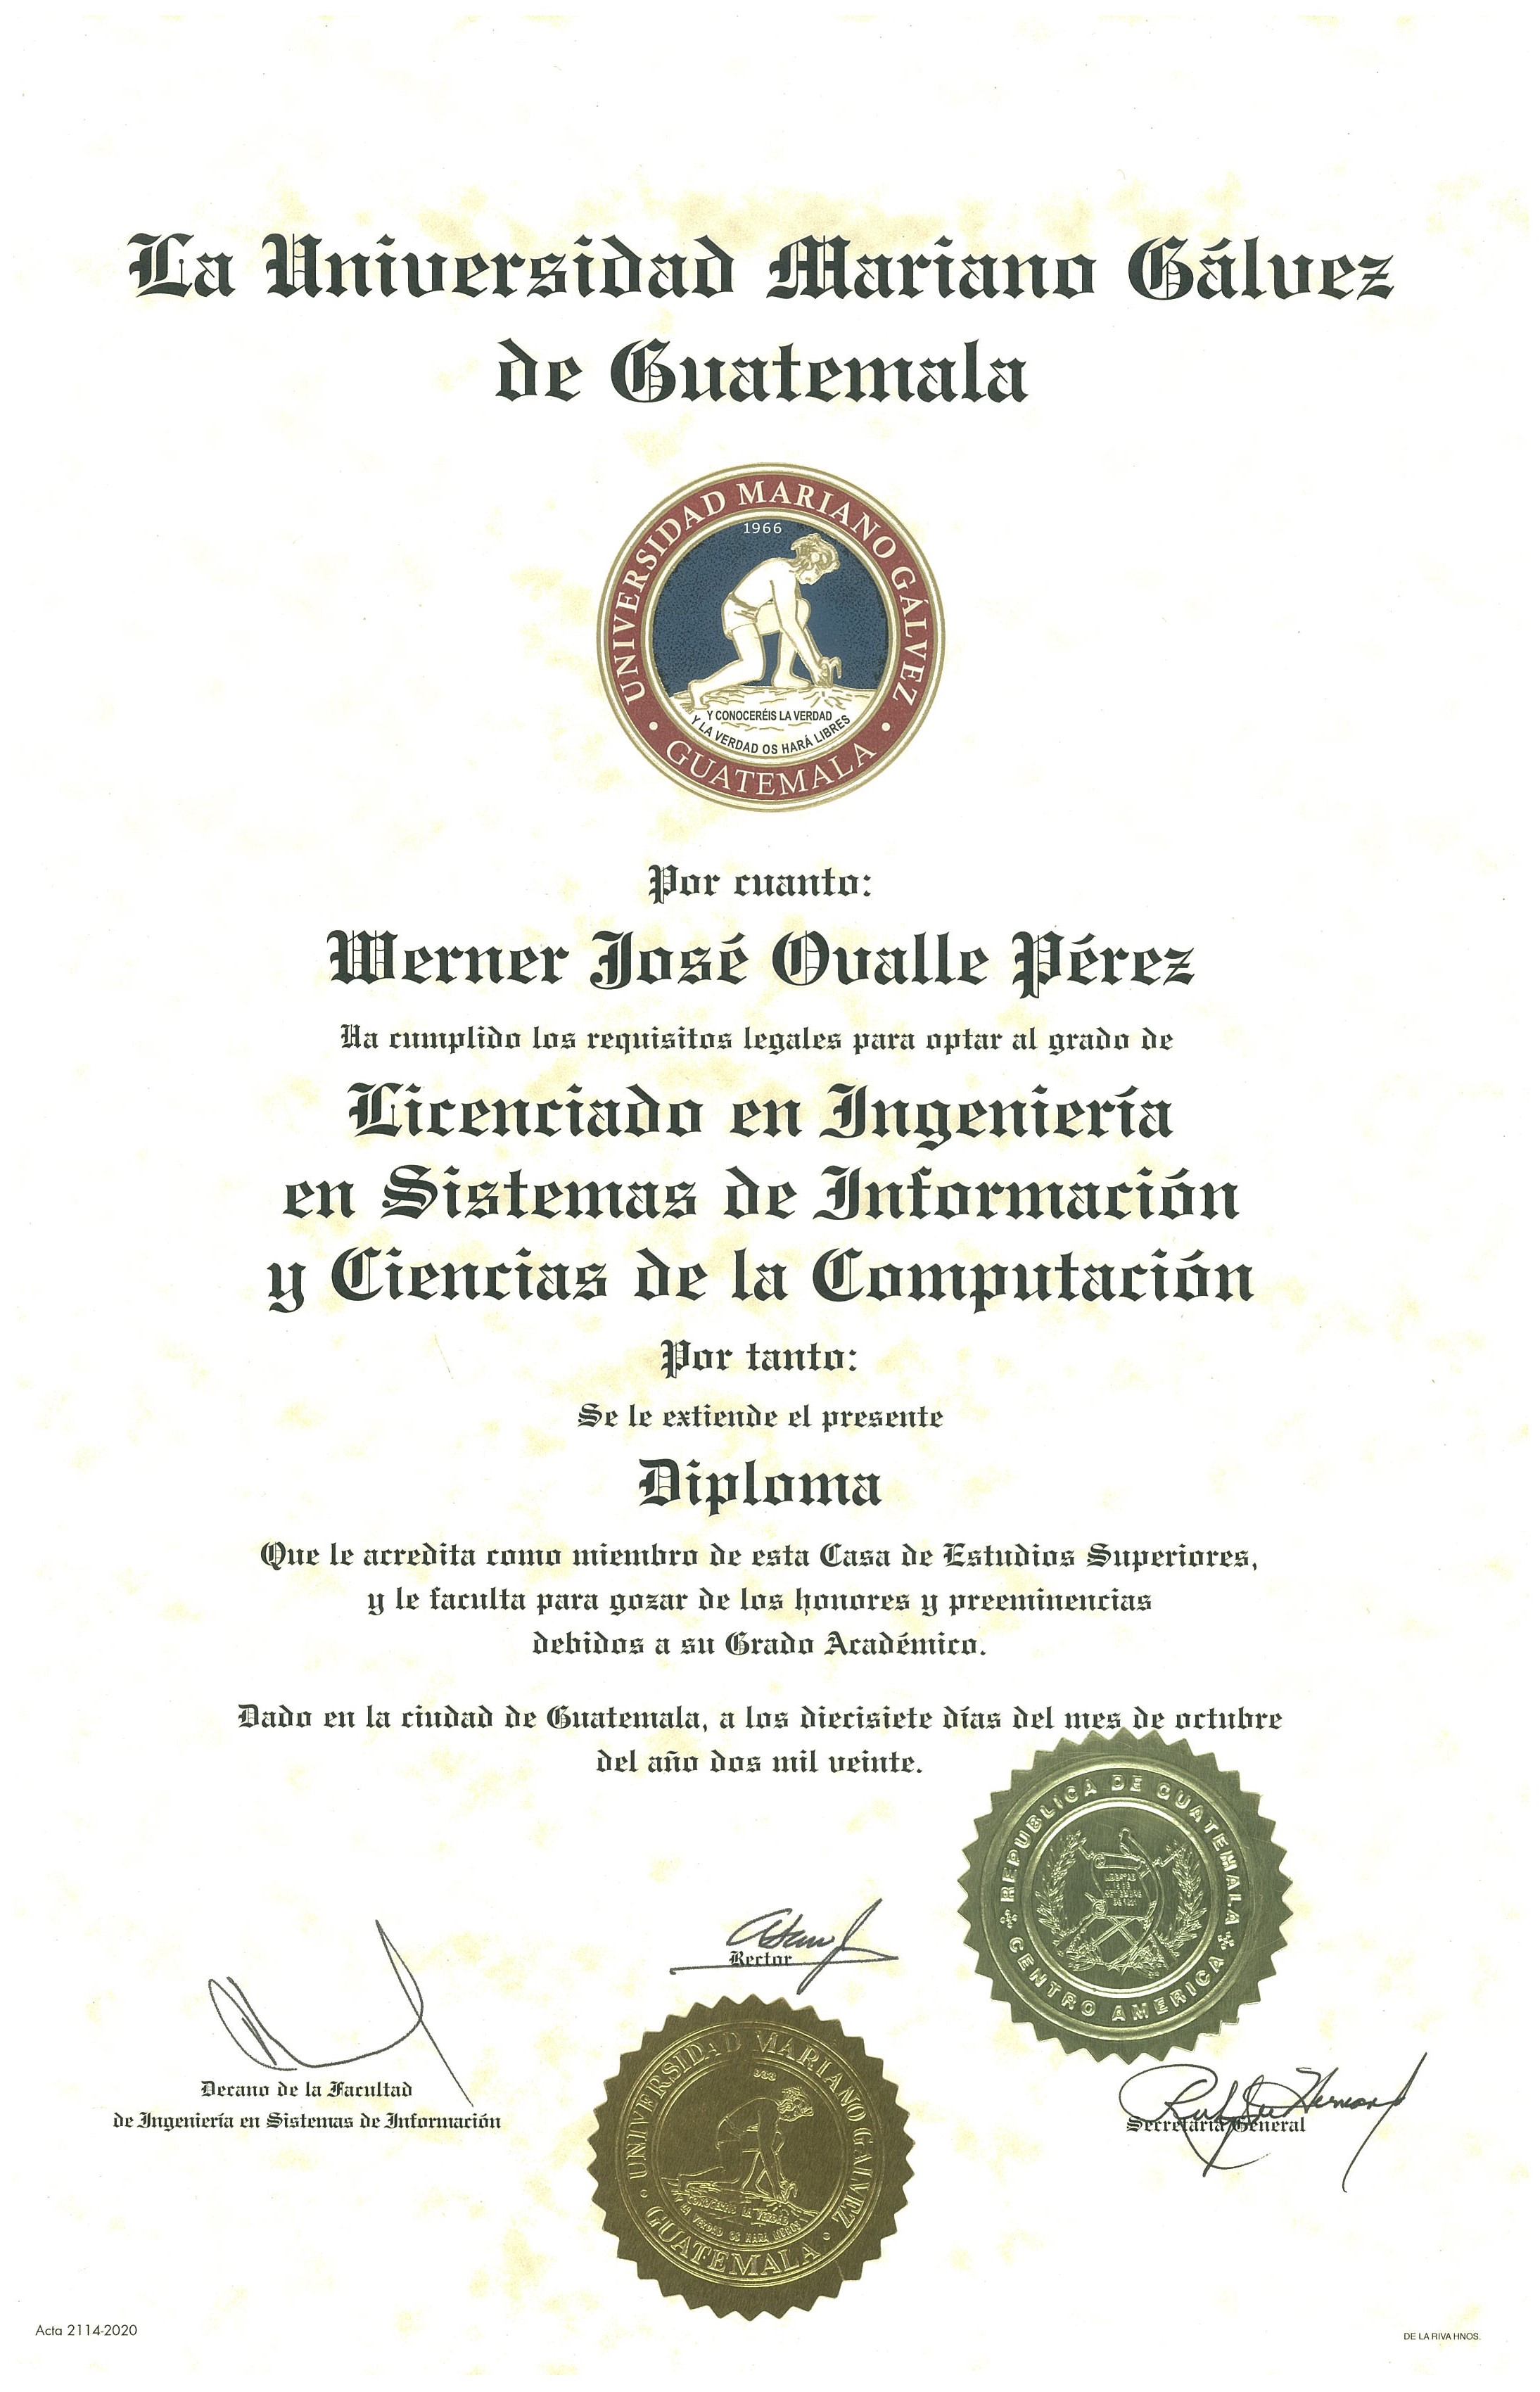 La Universidad Mariano Gálvez
de Guatemala
UNIVERSIDAD MARIANO GÁLVEZ
1966
Y CONOCERÉIS LA VERDAD
Y LA VERDAD OS HARÁ LIBRES
GUATEMALA
Por cuanto:
Werner José Ovalle Pérez
Ha cumplido los requisitos legales para optar al grado de
Licenciado en Ingeniería
en Sistemas de Información
y Ciencias de la Computación
Por tanto:
Se le extiende el presente
Diploma
Que le acredita como miembro de esta Casa de Estudios Superiores,
y le faculta para gozar de los honores y preeminencias
debidos a su Grado Académico.
Dado en la ciudad de Guatemala, a los diecisiete días del mes de octubre
del año dos mil veinte.
REPUBLICA DE GUATEMALA
CENTRO AMERICA
Rector
Decano de la Facultad
de Ingeniería en Sistemas de Información
UNIVERSIDAD MARIANO GALVEZ
GUATEMALA
Secretaria General
Acta 2114-2020
DE LA RIVA HNOS.